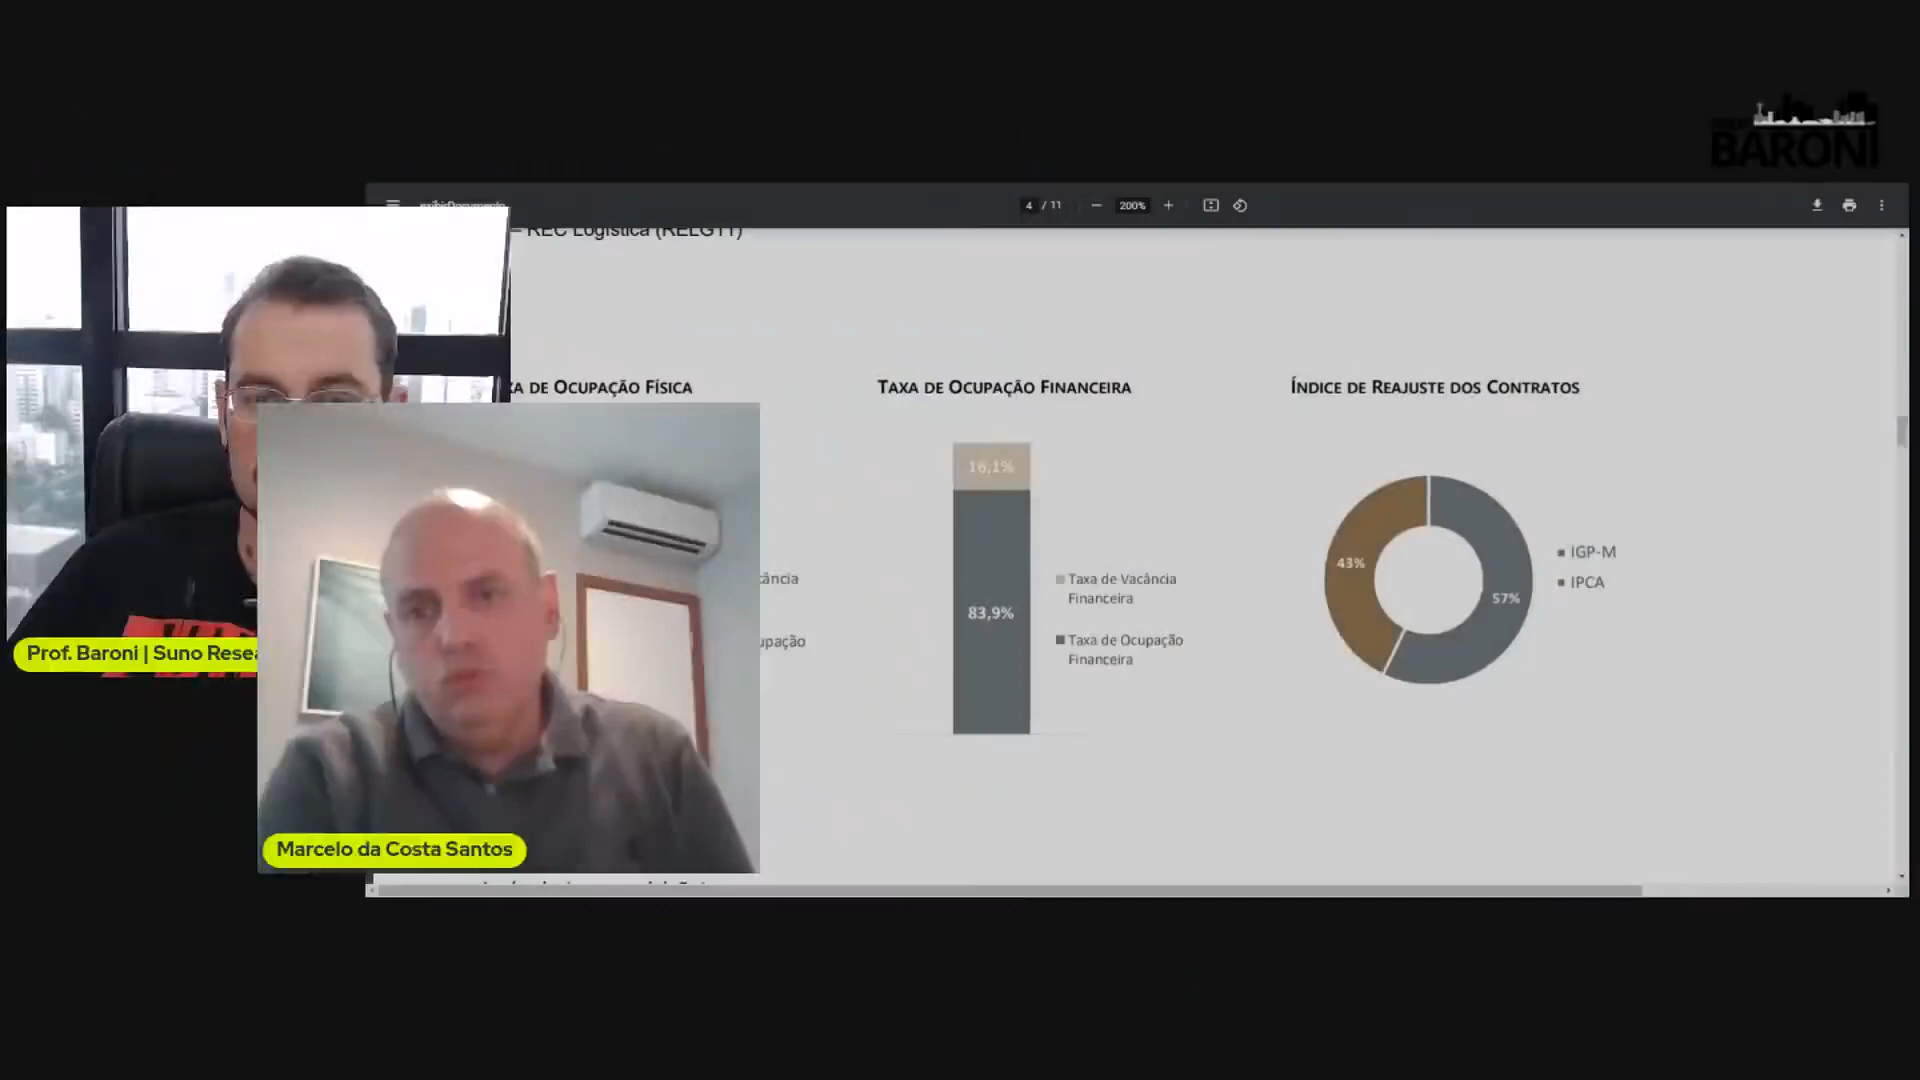 BARONI
4 / 11
200%
– REC Logística (RELG11)
XA DE OCUPAÇÃO FÍSICA
TAXA DE OCUPAÇÃO FINANCEIRA
ÍNDICE DE REAJUSTE DOS CONTRATOS
16,1%
83,9%
ância
upação
Taxa de Vacância
Financeira
Taxa de Ocupação
Financeira
43%
57%
IGP-M
IPCA
Prof. Baroni | Suno Resea
Marcelo da Costa Santos